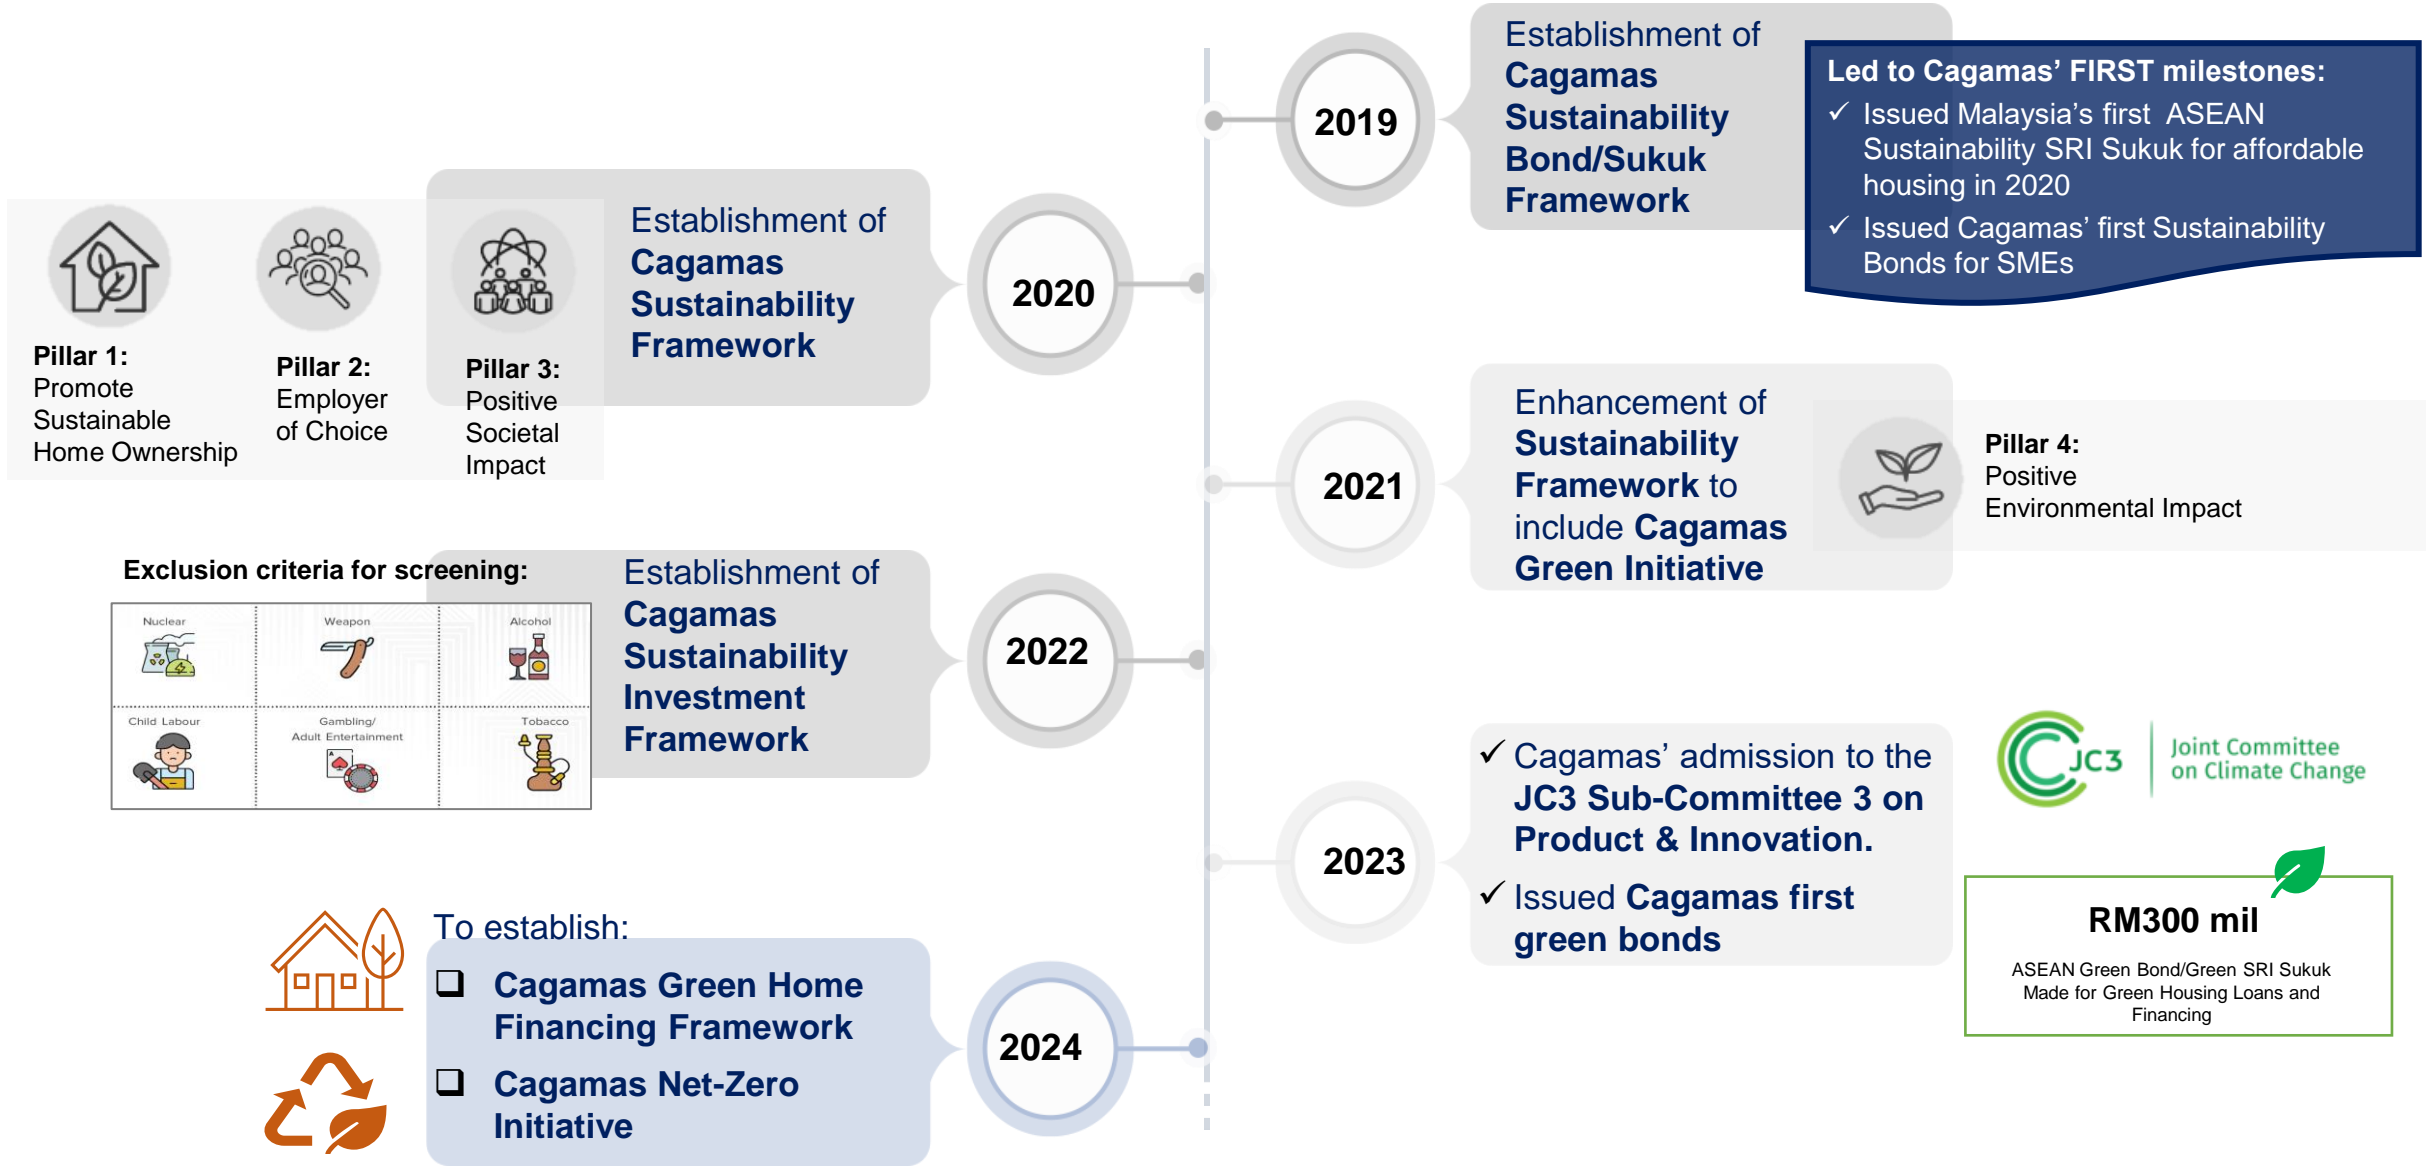 Establishment of
Cagamas
Sustainability
Bond/Sukuk
Framework
2019
Led to Cagamas’ FIRST milestones:
✓ Issued Malaysia’s first ASEAN
Sustainability SRI Sukuk for affordable
housing in 2020
✓ Issued Cagamas’ first Sustainability
Bonds for SMEs
Establishment of
Cagamas
Sustainability
Framework
2020
Pillar 1:
Promote
Sustainable
Home Ownership
Pillar 2:
Employer
of Choice
Pillar 3:
Positive
Societal
Impact
2021
Enhancement of
Sustainability
Framework to
include Cagamas
Green Initiative
Pillar 4:
Positive
Environmental Impact
Exclusion criteria for screening:
Nuclear
Weapon
Alcohol
Child Labour
Gambling/
Adult Entertainment
Tobacco
A
Establishment of
Cagamas
Sustainability
Investment
Framework
2022
2023
✓ Cagamas’ admission to the
JC3 Sub-Committee 3 on
Product & Innovation.
✓ Issued Cagamas first
green bonds
JC3
Joint Committee
on Climate Change
RM300 mil
ASEAN Green Bond/Green SRI Sukuk
Made for Green Housing Loans and
Financing
To establish:
❑ Cagamas Green Home
Financing Framework
❑ Cagamas Net-Zero
Initiative
2024